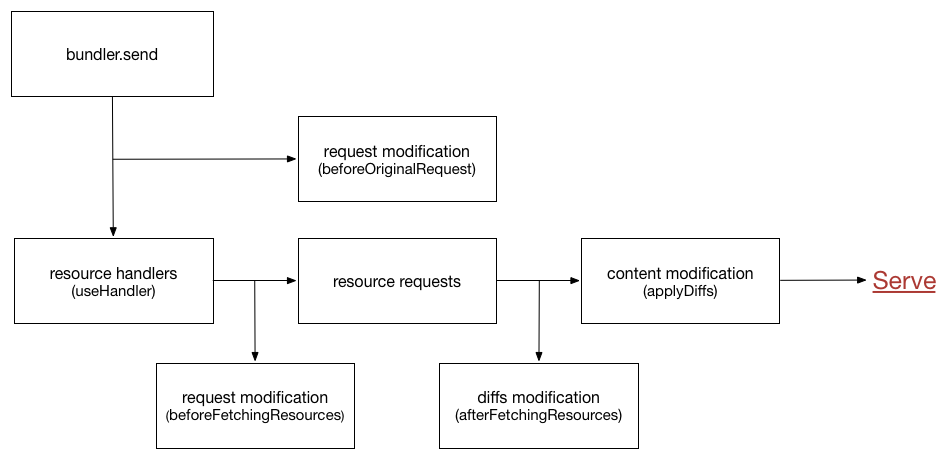 bundler.send
request modification
(beforeOriginalRequest)
resource handlers
(useHandler)
resource requests
content modification
(applyDiffs)
Serve
request modification
(beforeFetchingResources)
diffs modification
(afterFetchingResources)